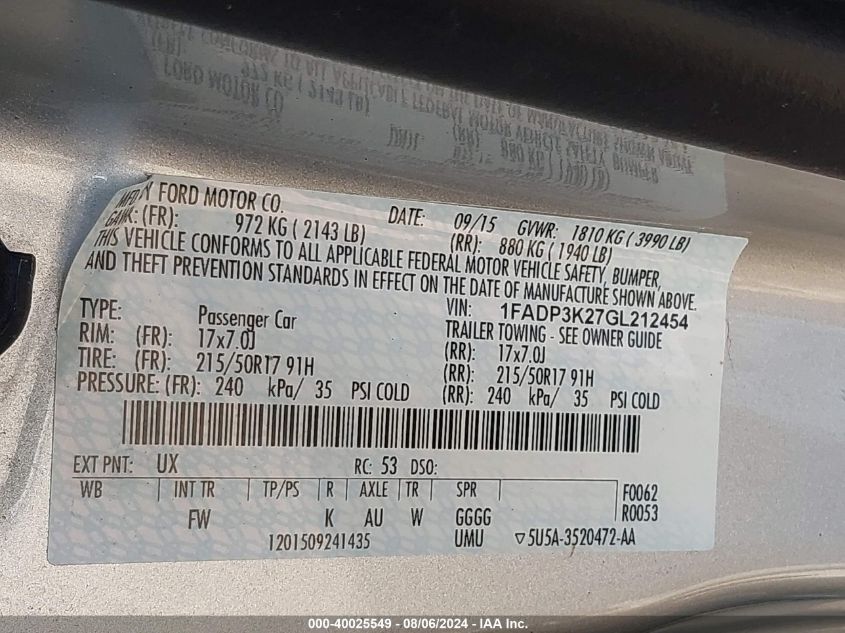 MFD. BY FORD MOTOR CO. DATE: 09/15 GVWR: 1810 KG ( 3990 LB)
GAWR: (FR): 972 KG ( 2143 LB) (RR): 880 KG ( 1940 LB)
THIS VEHICLE CONFORMS TO ALL APPLICABLE FEDERAL MOTOR VEHICLE SAFETY, BUMPER,
AND THEFT PREVENTION STANDARDS IN EFFECT ON THE DATE OF MANUFACTURE SHOWN ABOVE.
VIN: 1FADP3K27GL212454
TYPE: Passenger Car TRAILER TOWING - SEE OWNER GUIDE
RIM: (FR): 17x7.0J (RR): 17x7.0J
TIRE: (FR): 215/50R17 91H (RR): 215/50R17 91H
PRESSURE: (FR): 240 kPa/ 35 PSI COLD (RR): 240 kPa/ 35 PSI COLD
EXT PNT: UX RC: 53 DSO:
WB INT TR TP/PS R AXLE TR SPR F0062
FW K AU W GGGG R0053
1201509241435 UMU ▽5U5A-3520472-AA
000-40025549 - 08/06/2024 - IAA Inc.